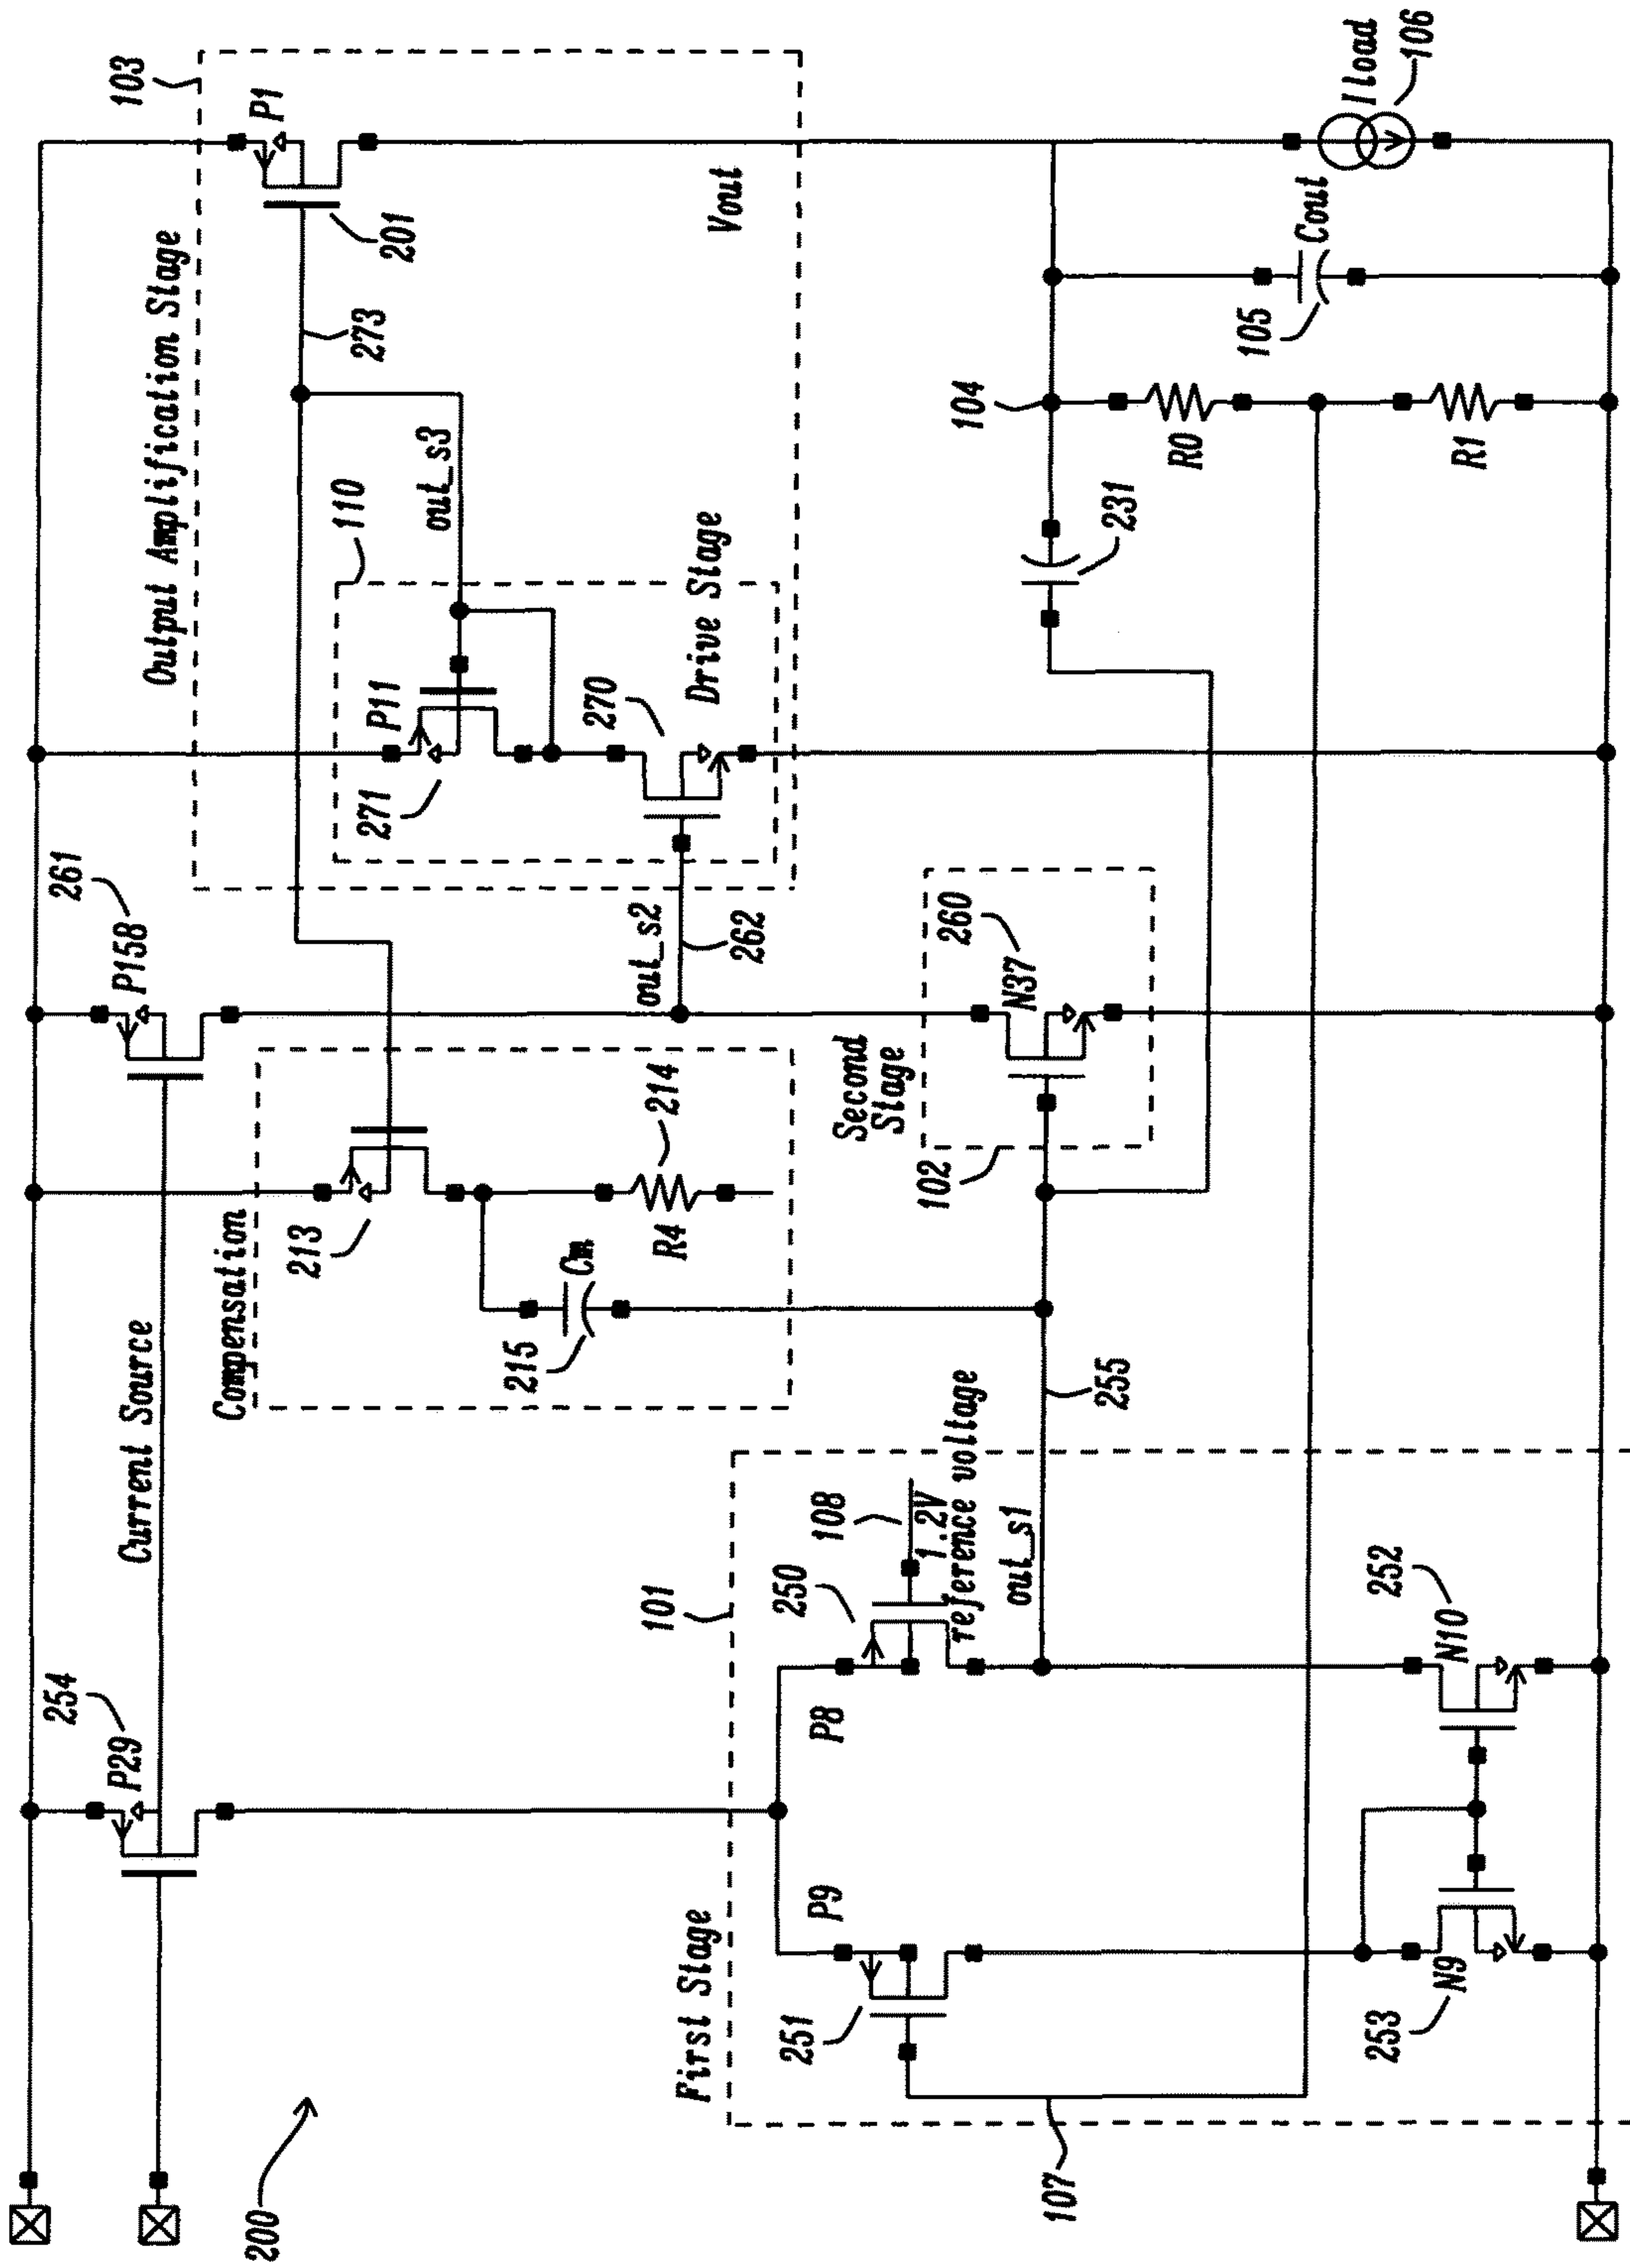 200
First Stage
107
254
P29
Current Source
101
P9
251
P8
250
108
1.2V
reference voltage
out_s1
255
N9
253
N10
252
Compensation
213
215
Cm
R4
214
261
P158
out_s2
262
Second
Stage
102
N37
260
Output Amplification Stage
103
110
P11
271
270
Drive Stage
out_s3
273
P1
201
Vout
231
104
R0
R1
105
Cout
Iload
106